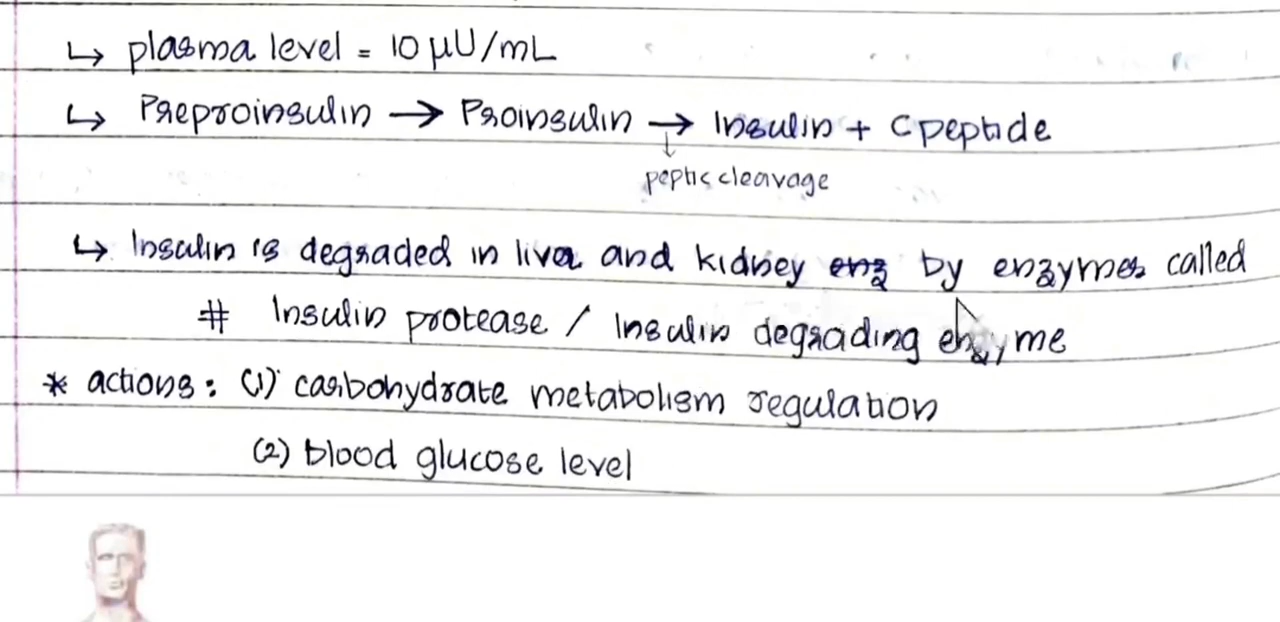 ↳ plasma level = 10 μU/mL
↳ Preproinsulin → Proinsulin → Insulin + C peptide
↓
peptic cleavage
↳ Insulin is degraded in liver and kidney enz by enzymes called
# Insulin protease / Insulin degrading enzyme
* actions: (1) carbohydrate metabolism regulation
(2) blood glucose level